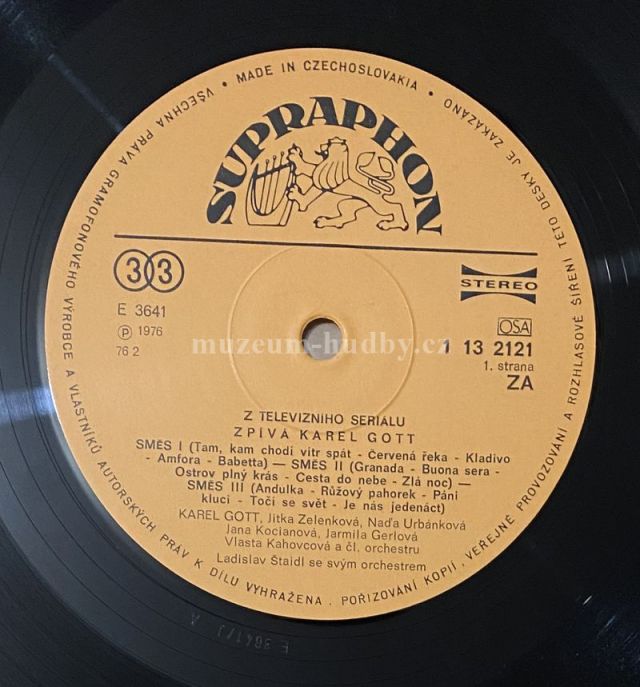 MADE IN CZECHOSLOVAKIA •
VŠECHNA PRÁVA GRAMOFONOVÉHO VÝROBCE A VLASTNÍKŮ AUTORSKÝCH PRÁV K DÍLU VYHRAŽENA. POŘIZOVÁNÍ KOPIÍ, VEŘEJNÉ PROVOZOVÁNÍ A ROZHLASOVÉ ŠÍŘENÍ TÉTO DESKY JE ZAKÁZÁNO •
SUPRAPHON
33
STEREO
E 3641
Ⓟ 1976
76 2
OSA
1 13 2121
1. strana
ZA
muzeum-hudby.cz
Z TELEVIZNÍHO SERIÁLU
ZPÍVÁ KAREL GOTT
SMĚS I (Tam, kam chodí vítr spát - Červená řeka - Kladivo
- Amfora - Babetta) — SMĚS II (Granada - Buona sera -
Ostrov plný krás - Cesta do nebe - Zlá noc) —
SMĚS III (Andulka - Růžový pahorek - Páni
kluci - Točí se svět - Je nás jedenáct)
KAREL GOTT, Jitka Zelenková, Naďa Urbánková
Jana Kocianová, Jarmila Gerlová
Vlasta Kahovcová a čl. orchestru
Ladislav Štaidl se svým orchestrem
E 3641/1 A